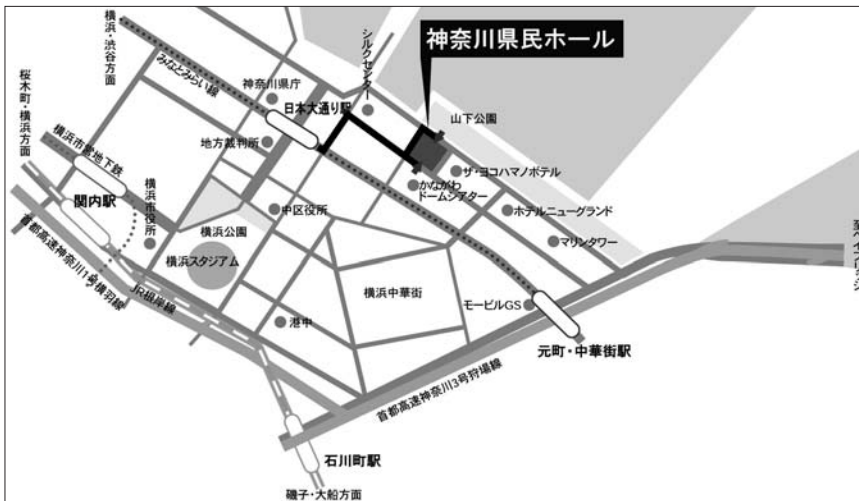 横浜・渋谷方面
みなとみらい線
シルクセンター
神奈川県民ホール
桜木町・横浜方面
神奈川県庁
日本大通り駅
山下公園
横浜市営地下鉄
地方裁判所
ザ・ヨコハマノボテル
かながわ
ドームシアター
関内駅
横浜市役所
中区役所
ホテルニューグランド
横浜公園
マリンタワー
横浜スタジアム
首都高速神奈川1号横羽線
JR根岸線
横浜中華街
モービルGS
港中
元町・中華街駅
首都高速神奈川3号狩場線
石川町駅
磯子・大船方面